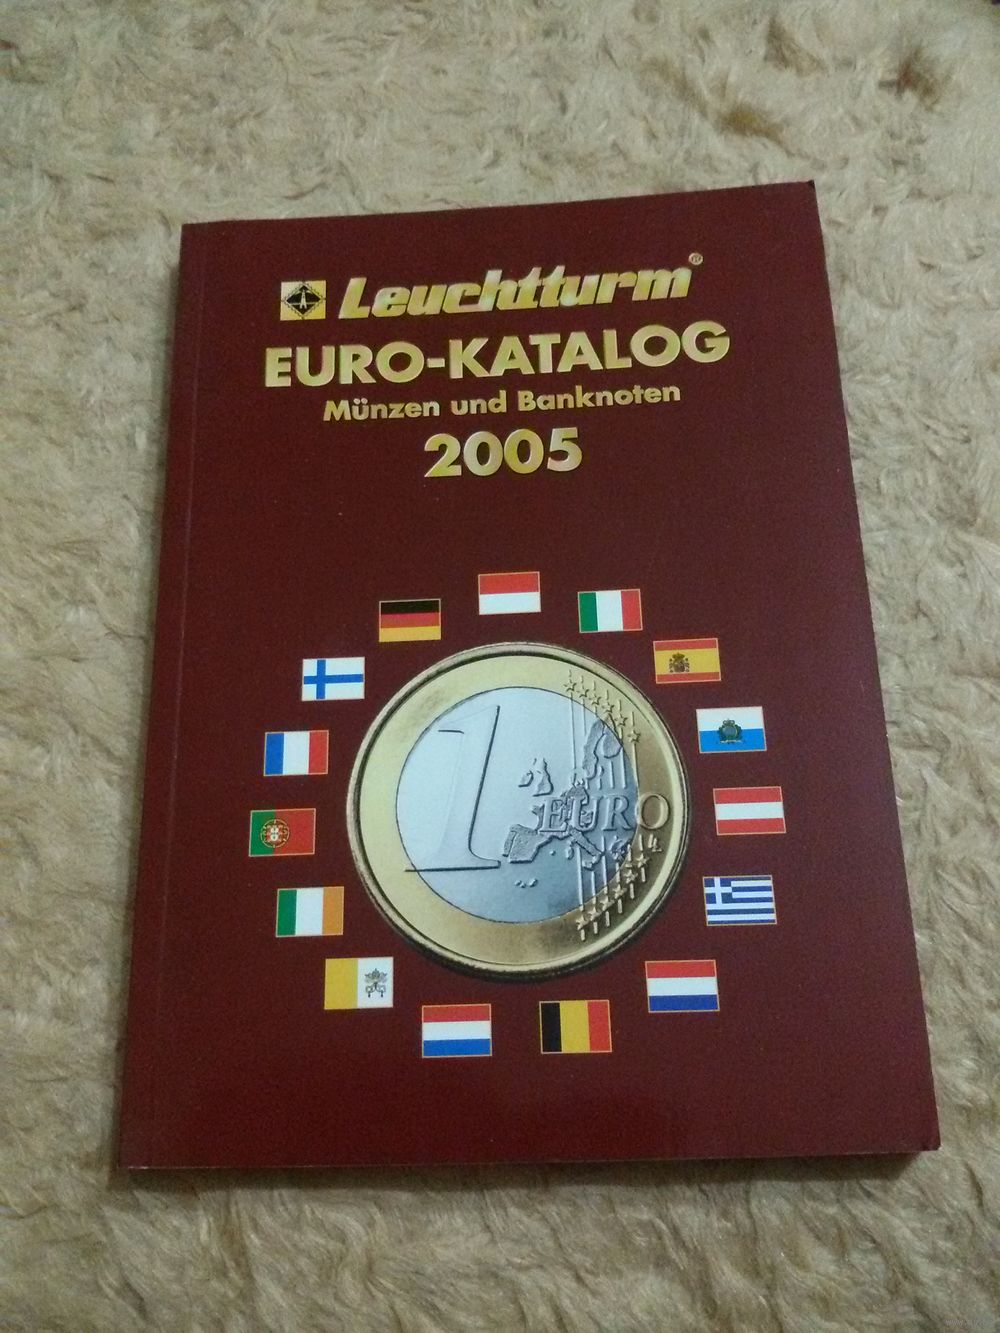 Leuchtturm®
EURO-KATALOG
Münzen und Banknoten
2005
1 EURO